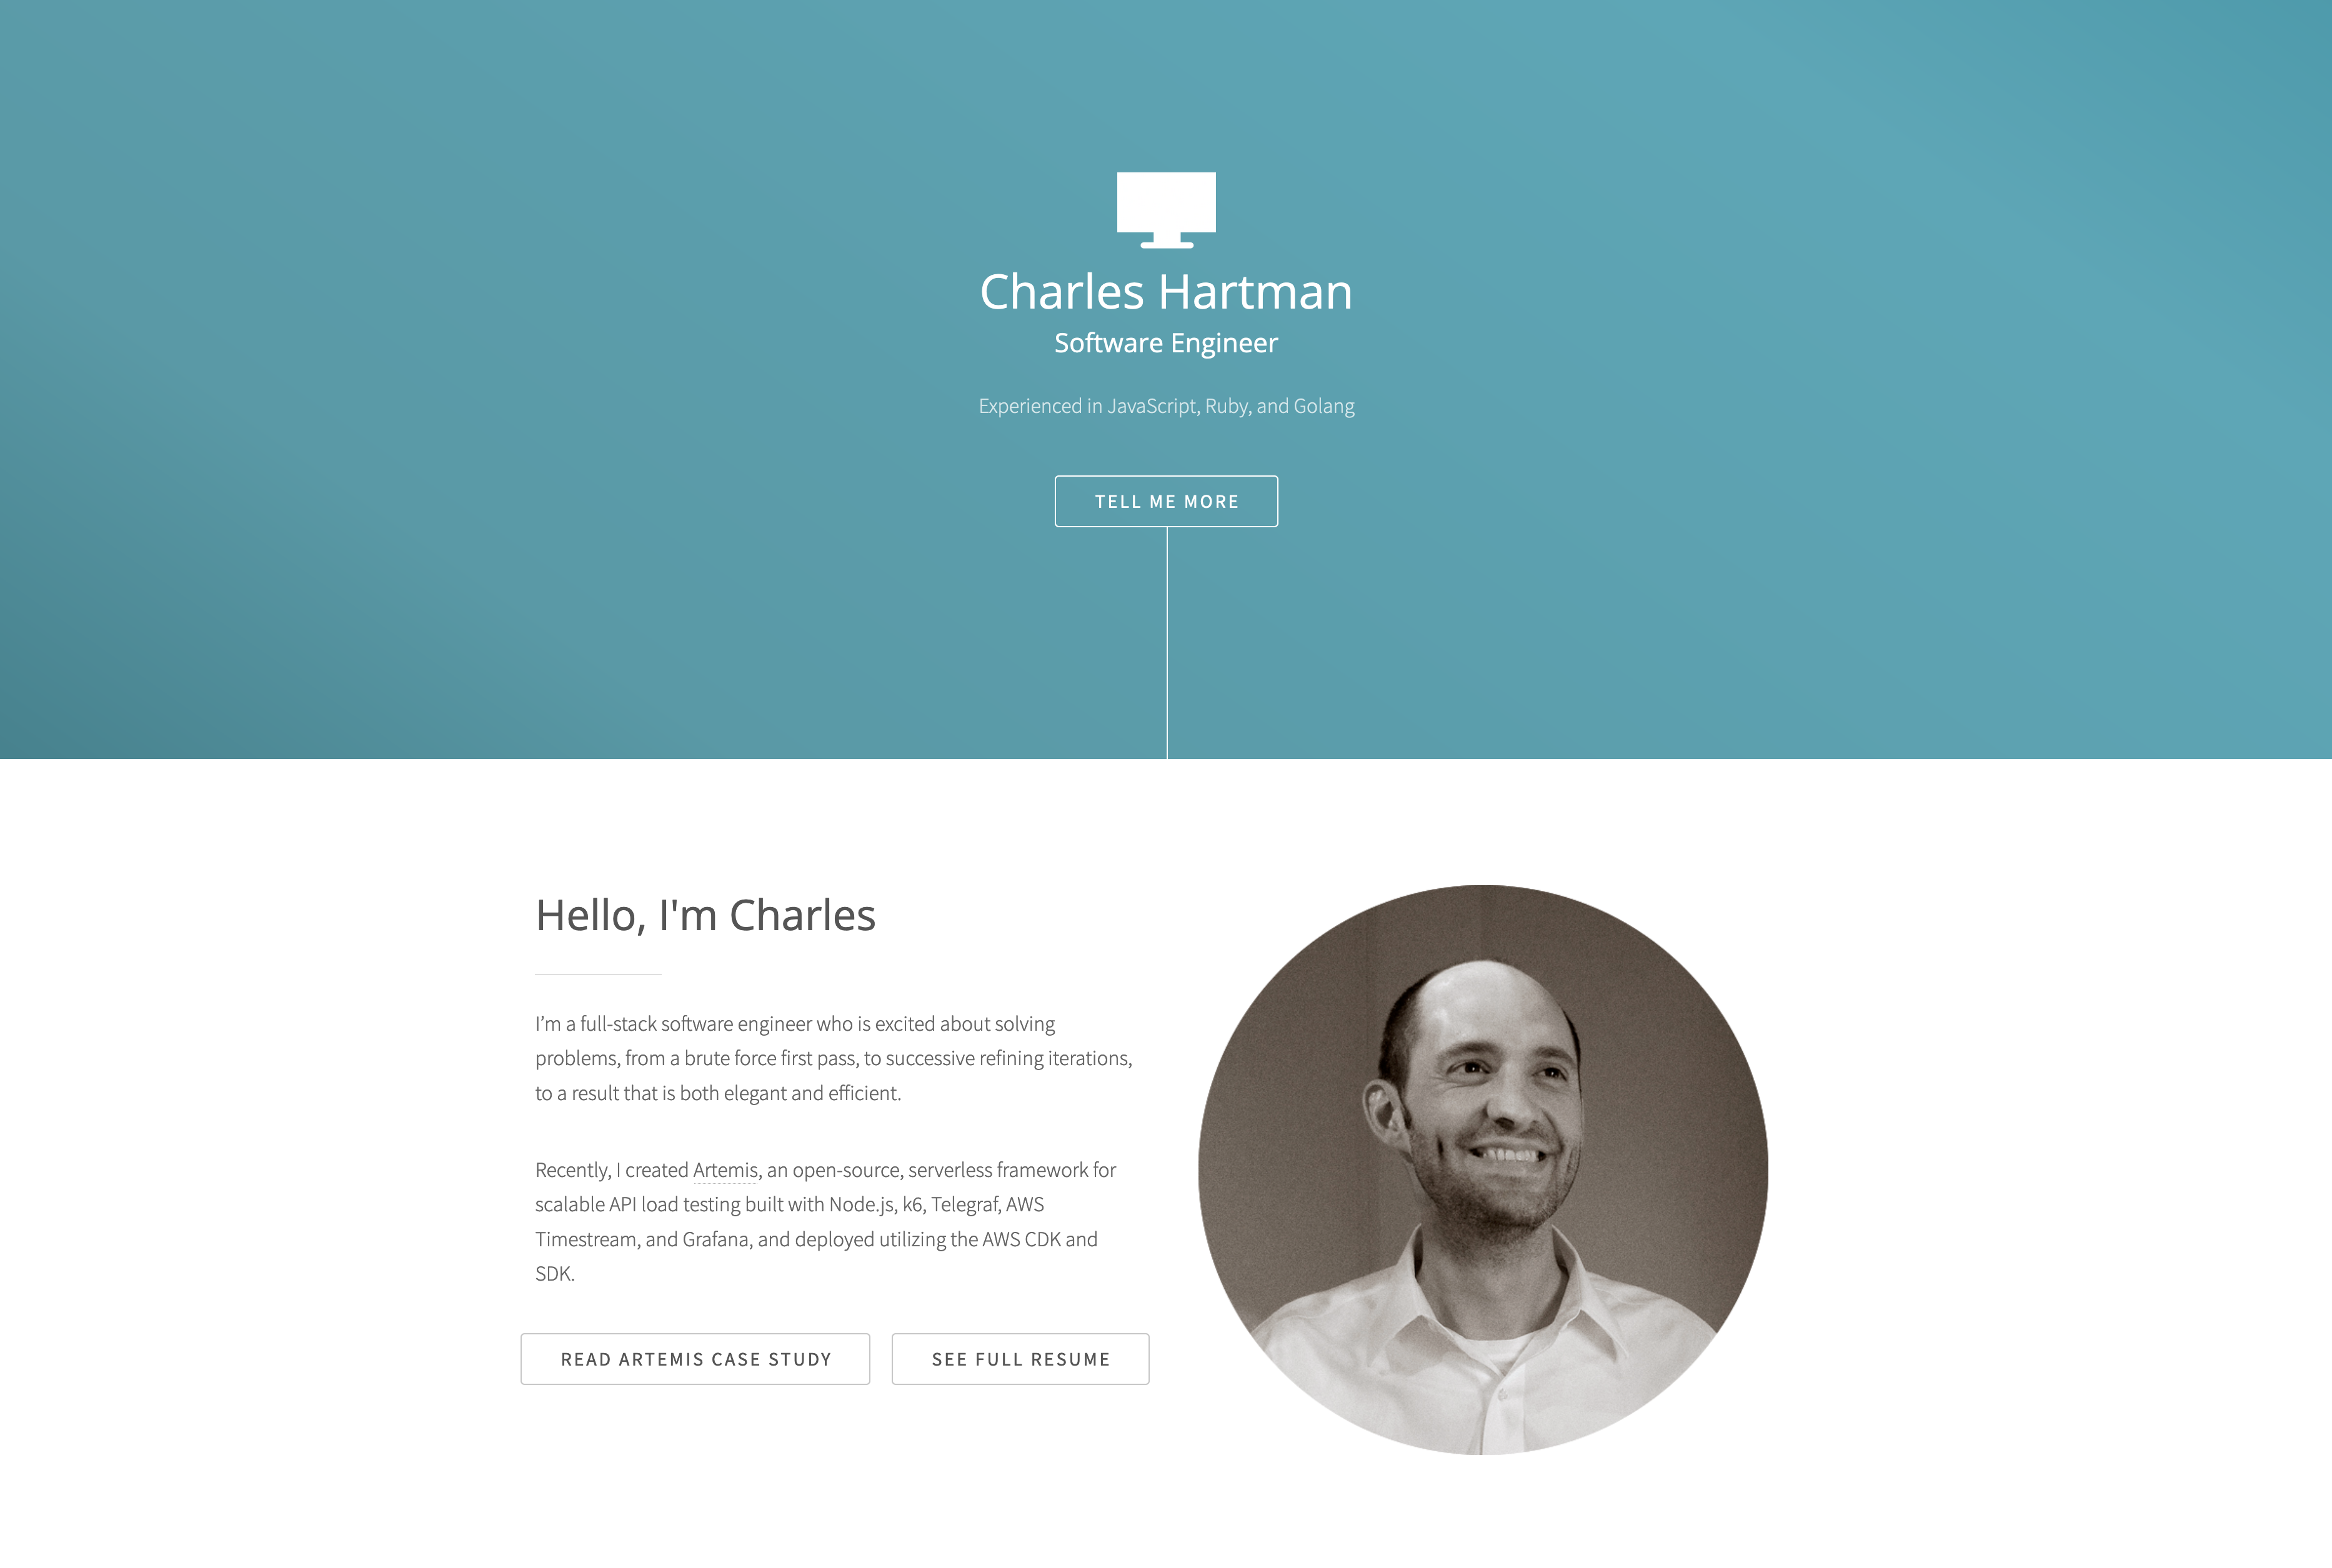 Charles Hartman
Software Engineer
Experienced in JavaScript, Ruby, and Golang
TELL ME MORE
Hello, I'm Charles
I’m a full-stack software engineer who is excited about solving
problems, from a brute force first pass, to successive refining iterations,
to a result that is both elegant and efficient.
Recently, I created Artemis, an open-source, serverless framework for
scalable API load testing built with Node.js, k6, Telegraf, AWS
Timestream, and Grafana, and deployed utilizing the AWS CDK and
SDK.
READ ARTEMIS CASE STUDY
SEE FULL RESUME